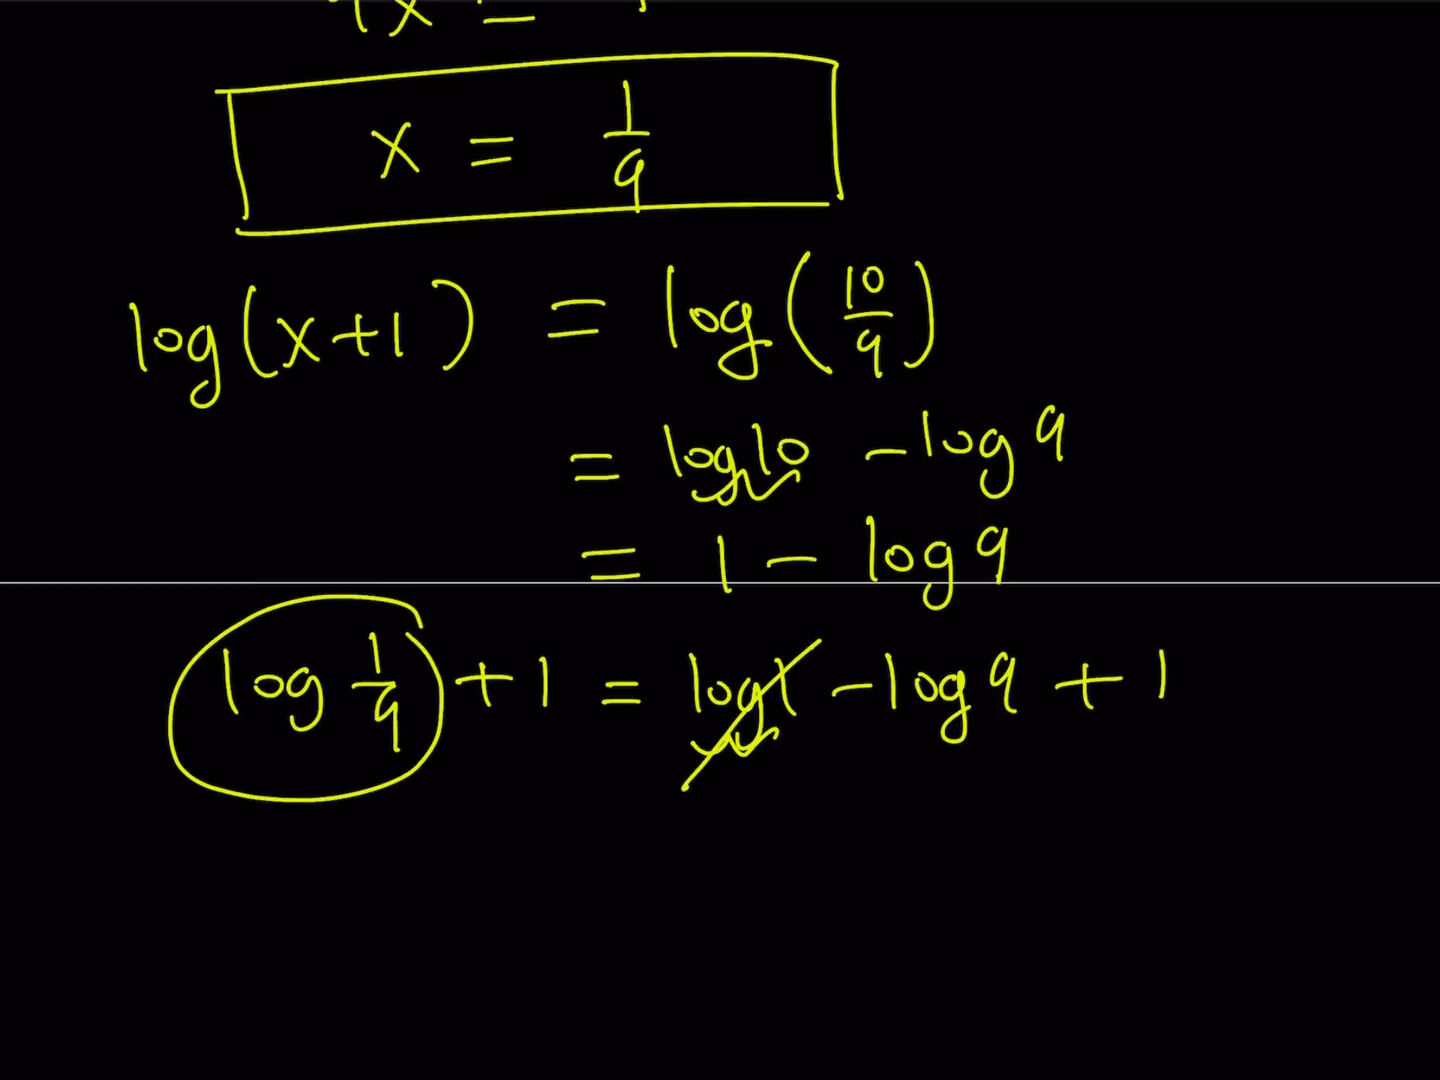 x = 1/9
log(x+1) = log(10/9)
= log10 - log9
= 1 - log9
log 1/9 + 1 = log1 - log9 + 1